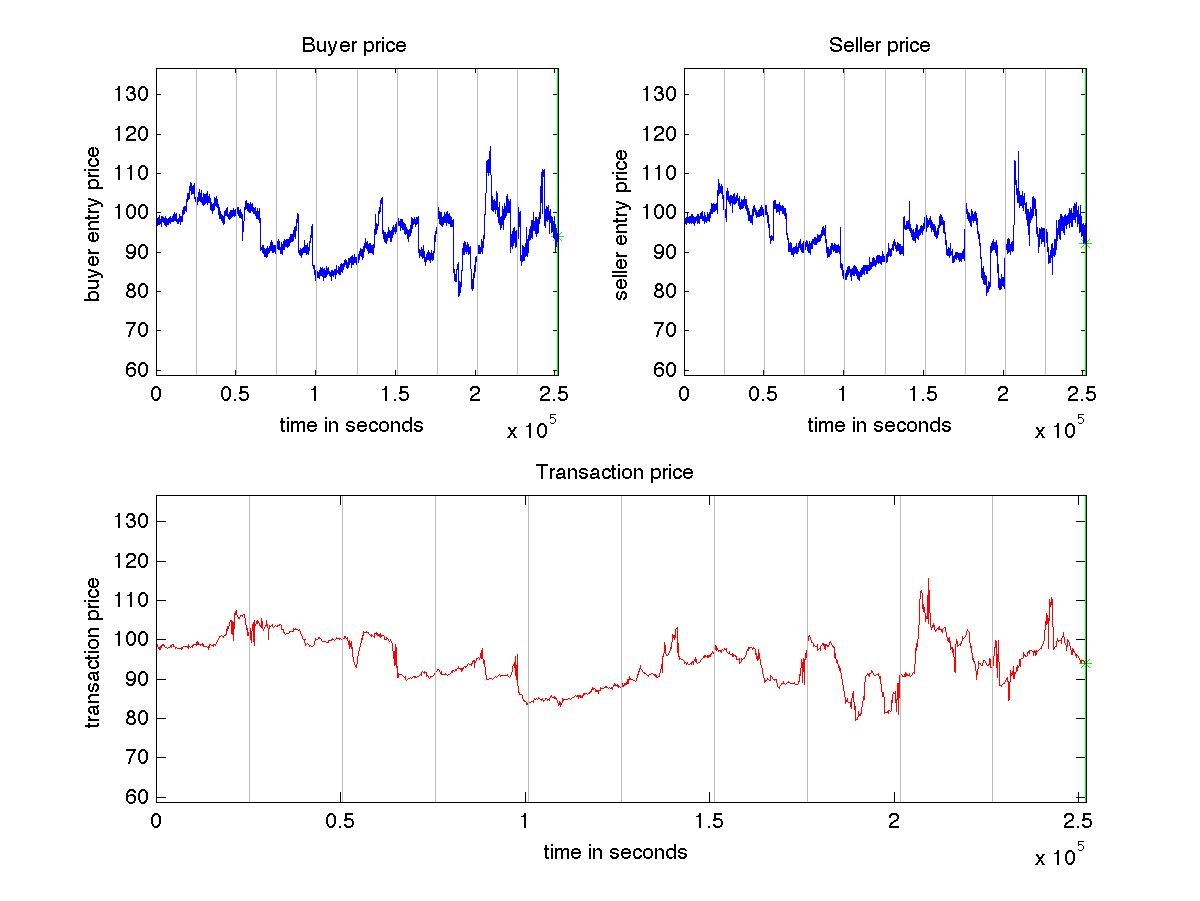 Buyer price
buyer entry price
130
120
110
100
90
80
70
60
0 0.5 1 1.5 2 2.5
time in seconds
x 10^5
Seller price
seller entry price
130
120
110
100
90
80
70
60
0 0.5 1 1.5 2 2.5
time in seconds
x 10^5
Transaction price
transaction price
130
120
110
100
90
80
70
60
0 0.5 1 1.5 2 2.5
time in seconds
x 10^5